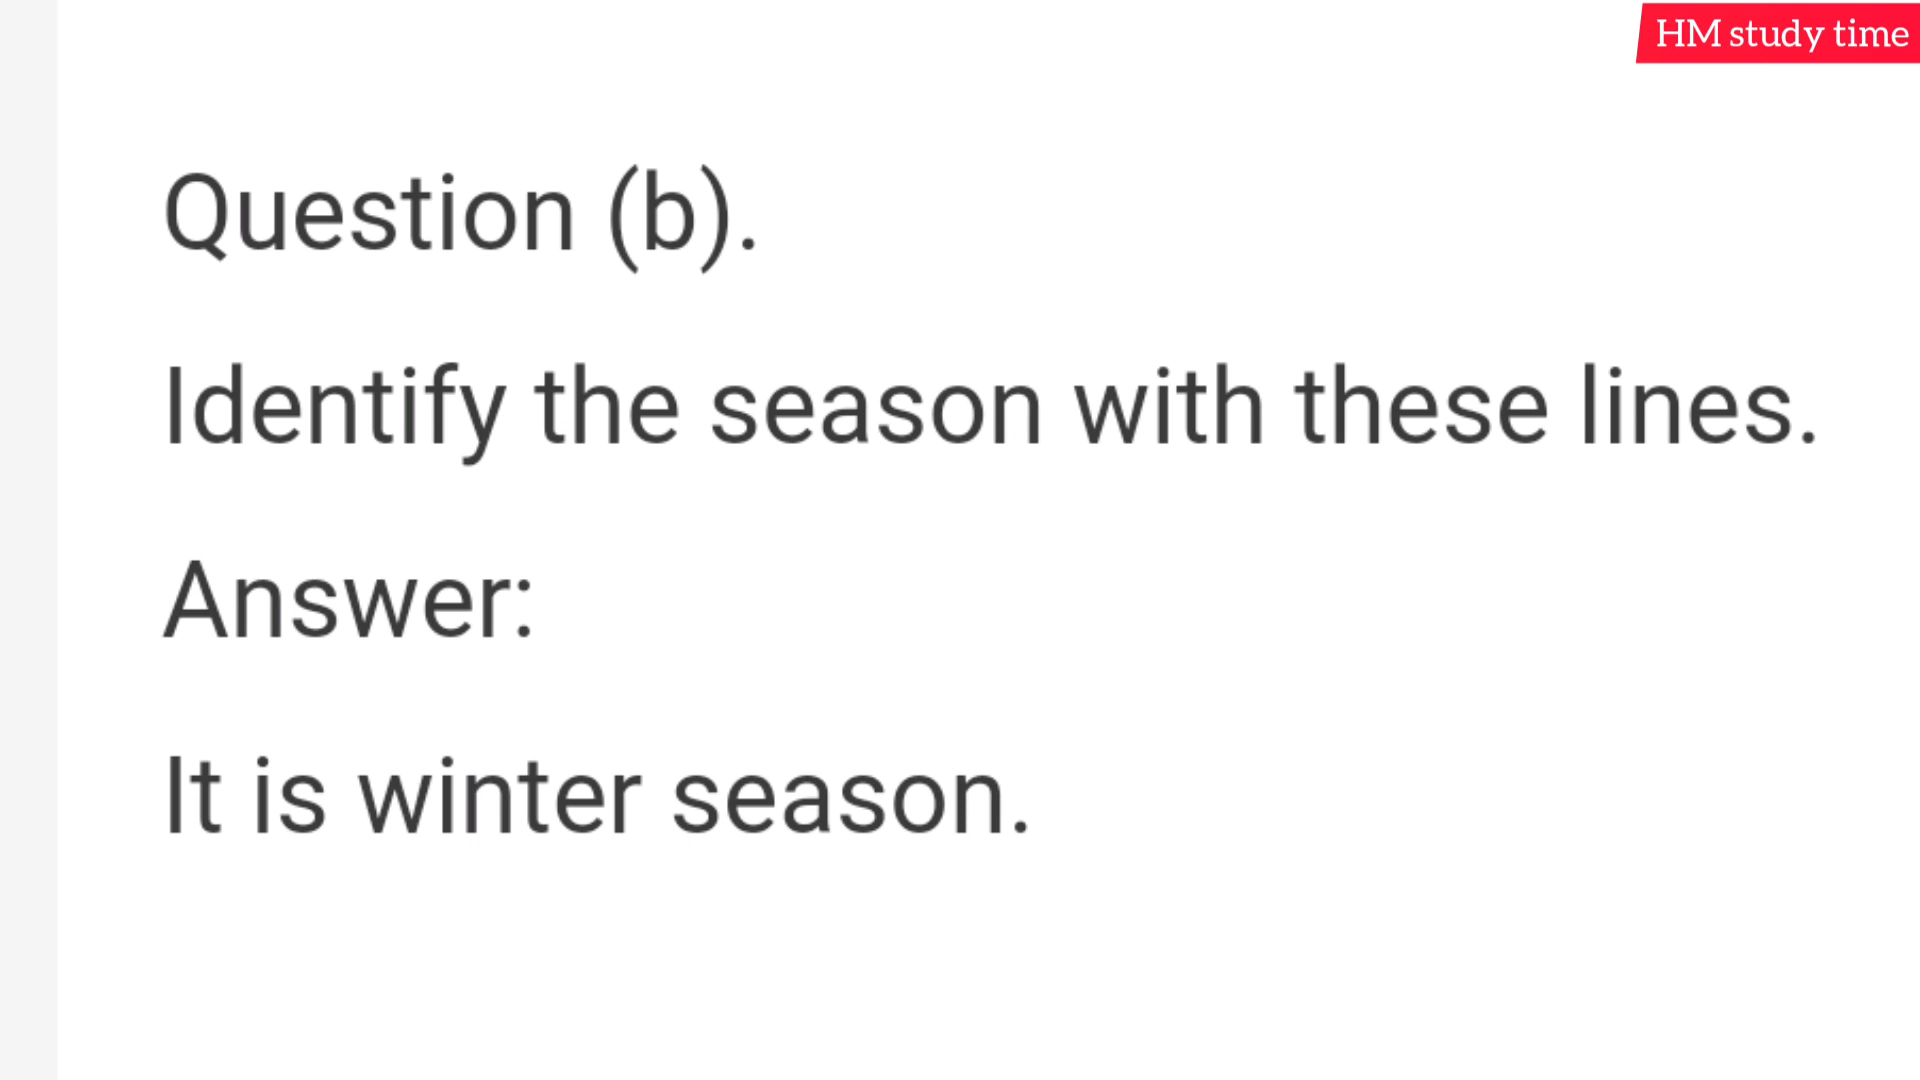 HM study time
Question (b).
Identify the season with these lines.
Answer:
It is winter season.